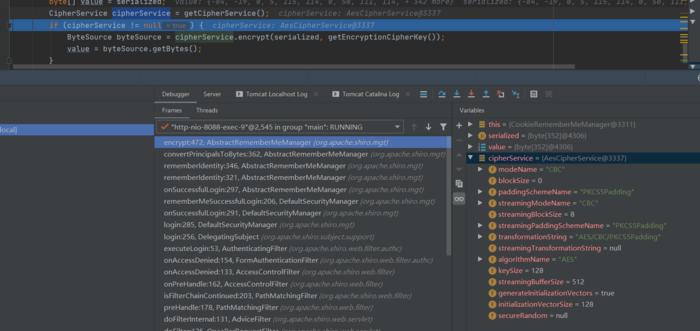 byte[] value = serialized; value: {-84, -19, 0, 5, 115, 114, 0, 50, 111, 114, + 342 more} serialized: {-84, -19, 0, 5, 115, 114, 0, 50, 111,
CipherService cipherService = getCipherService(); cipherService: AesCipherService@3337
if (cipherService != null = true ) { cipherService: AesCipherService@3337
ByteSource byteSource = cipherService.encrypt(serialized, getEncryptionCipherKey());
value = byteSource.getBytes();
}
Debugger Server Tomcat Localhost Log Tomcat Catalina Log
Frames Threads
Variables
local]
"http-nio-8088-exec-9"@2,545 in group "main": RUNNING
encrypt:472, AbstractRememberMeManager (org.apache.shiro.mgt)
convertPrincipalsToBytes:362, AbstractRememberMeManager (org.apache.shiro.mgt)
rememberIdentity:346, AbstractRememberMeManager (org.apache.shiro.mgt)
rememberIdentity:321, AbstractRememberMeManager (org.apache.shiro.mgt)
onSuccessfulLogin:297, AbstractRememberMeManager (org.apache.shiro.mgt)
rememberMeSuccessfulLogin:206, DefaultSecurityManager (org.apache.shiro.mgt)
onSuccessfulLogin:291, DefaultSecurityManager (org.apache.shiro.mgt)
login:285, DefaultSecurityManager (org.apache.shiro.mgt)
login:256, DelegatingSubject (org.apache.shiro.subject.support)
executeLogin:53, AuthenticatingFilter (org.apache.shiro.web.filter.authc)
onAccessDenied:154, FormAuthenticationFilter (org.apache.shiro.web.filter.authc)
onAccessDenied:133, AccessControlFilter (org.apache.shiro.web.filter)
onPreHandle:162, AccessControlFilter (org.apache.shiro.web.filter)
isFilterChainContinued:203, PathMatchingFilter (org.apache.shiro.web.filter)
preHandle:178, PathMatchingFilter (org.apache.shiro.web.filter)
doFilterInternal:131, AdviceFilter (org.apache.shiro.web.servlet)
this = {CookieRememberMeManager@3311}
serialized = {byte[352]@4306}
value = {byte[352]@4306}
cipherService = {AesCipherService@3337}
modeName = "CBC"
blockSize = 0
paddingSchemeName = "PKCS5Padding"
streamingModeName = "CBC"
streamingBlockSize = 8
streamingPaddingSchemeName = "PKCS5Padding"
transformationString = "AES/CBC/PKCS5Padding"
streamingTransformationString = null
algorithmName = "AES"
keySize = 128
streamingBufferSize = 512
generateInitializationVectors = true
initializationVectorSize = 128
secureRandom = null